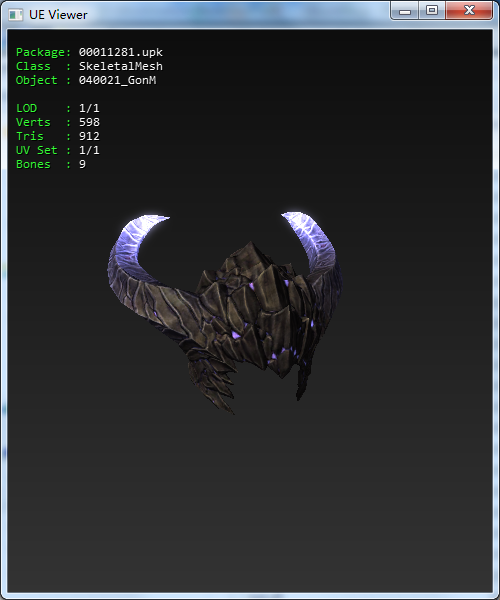 UE Viewer
Package: 00011281.upk
Class : SkeletalMesh
Object : 040021_GonM
LOD : 1/1
Verts : 598
Tris : 912
UV Set : 1/1
Bones : 9